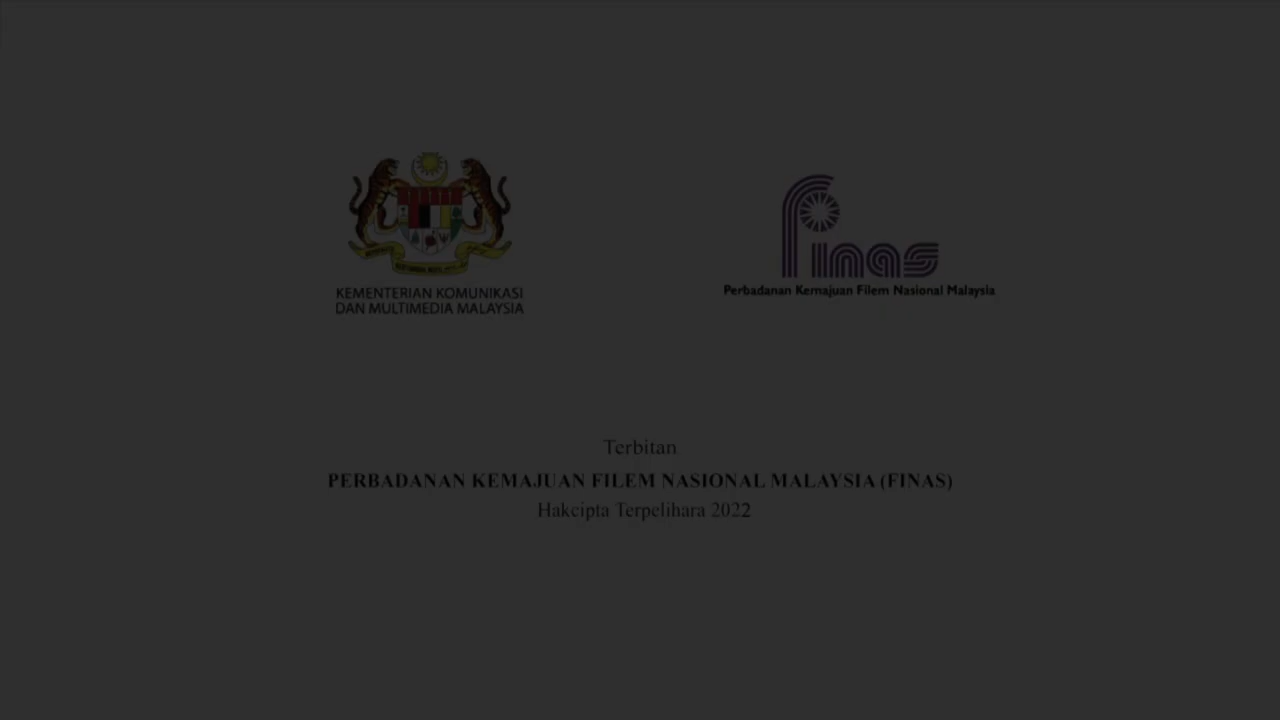 KEMENTERIAN KOMUNIKASI
DAN MULTIMEDIA MALAYSIA
Finas
Perbadanan Kemajuan Filem Nasional Malaysia
Terbitan
PERBADANAN KEMAJUAN FILEM NASIONAL MALAYSIA (FINAS)
Hakcipta Terpelihara 2022